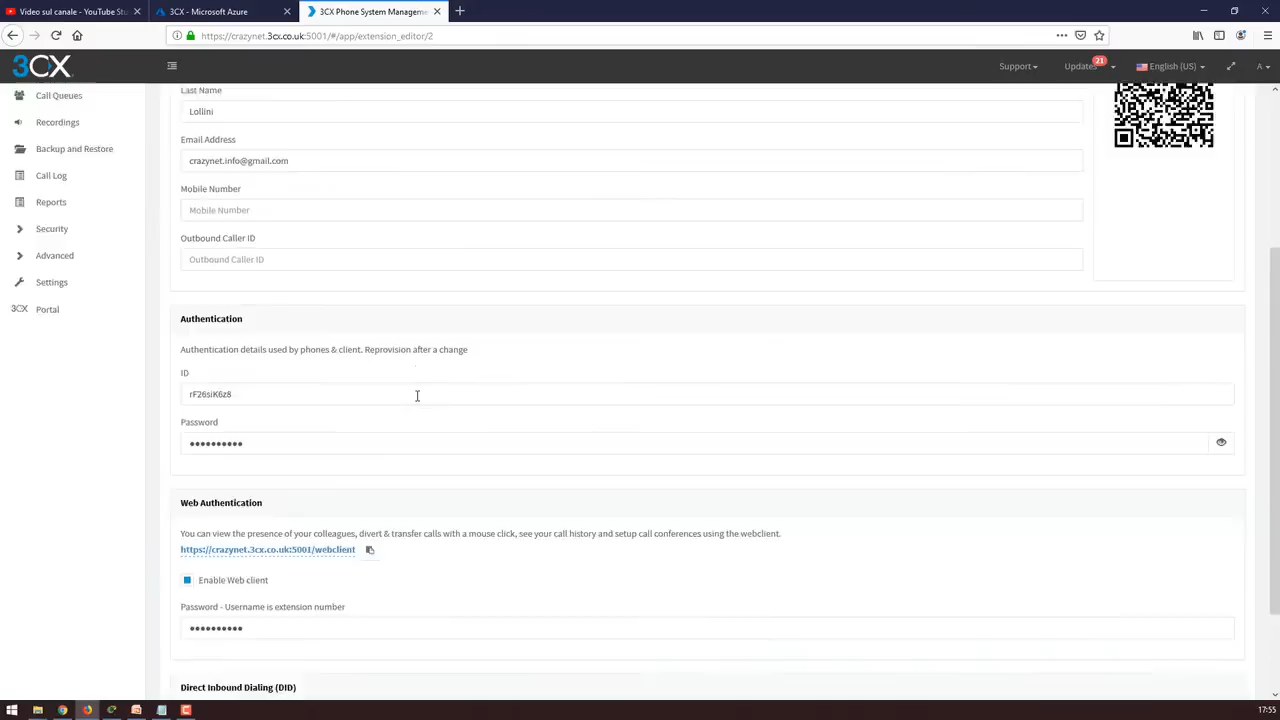 Video sul canale - YouTube Stu
3CX - Microsoft Azure
3CX Phone System Manageme
https://crazynet.3cx.co.uk:5001/#/app/extension_editor/2
3CX
Support
Updates
21
English (US)
A
Call Queues
Recordings
Backup and Restore
Call Log
Reports
Security
Advanced
Settings
3CX Portal
Last Name
Lollini
Email Address
crazynet.info@gmail.com
Mobile Number
Mobile Number
Outbound Caller ID
Outbound Caller ID
Authentication
Authentication details used by phones & client. Reprovision after a change
ID
rF26siK6z8
Password
●●●●●●●●●●
Web Authentication
You can view the presence of your colleagues, divert & transfer calls with a mouse click, see your call history and setup call conferences using the webclient.
https://crazynet.3cx.co.uk:5001/webclient
Enable Web client
Password - Username is extension number
●●●●●●●●●●
Direct Inbound Dialing (DID)
17:55